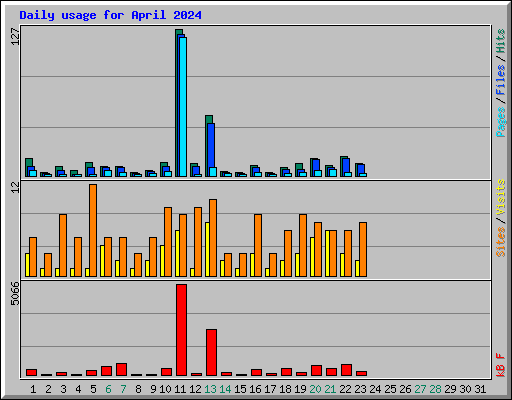 Daily usage for April 2024
127
Pages / Files / Hits
12
Sites / Visits
5066
kB F
1 2 3 4 5 6 7 8 9 10 11 12 13 14 15 16 17 18 19 20 21 22 23 24 25 26 27 28 29 30 31